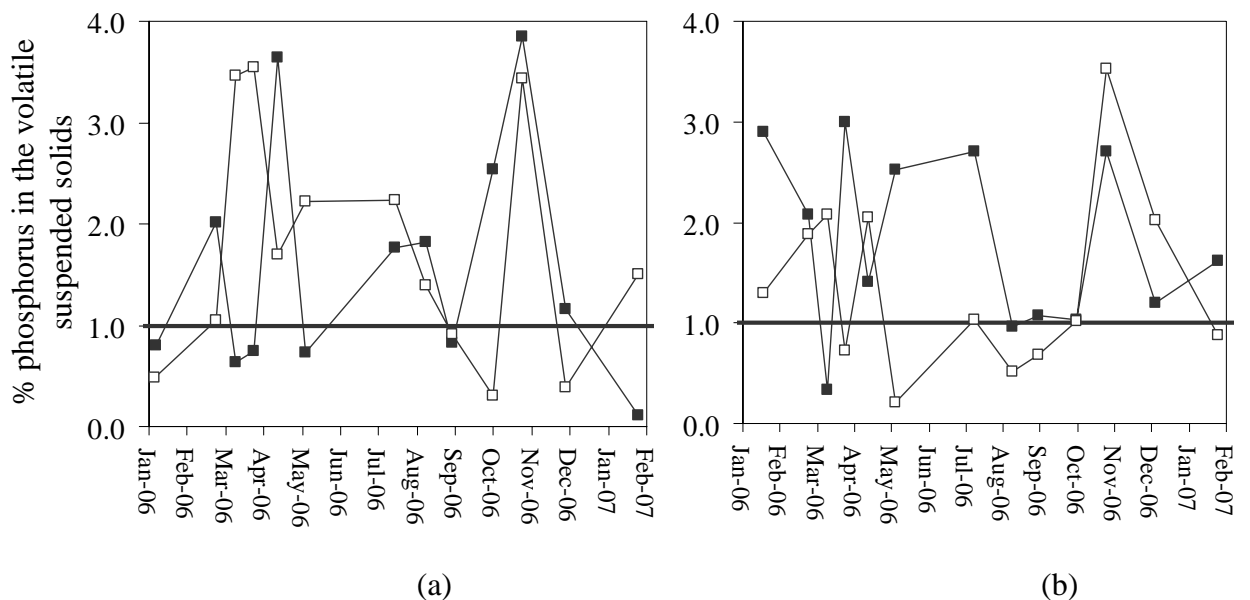 % phosphorus in the volatile
suspended solids
4.0
3.0
2.0
1.0
0.0
Jan-06
Feb-06
Mar-06
Apr-06
May-06
Jun-06
Jul-06
Aug-06
Sep-06
Oct-06
Nov-06
Dec-06
Jan-07
Feb-07
(a)
4.0
3.0
2.0
1.0
0.0
Jan-06
Feb-06
Mar-06
Apr-06
May-06
Jun-06
Jul-06
Aug-06
Sep-06
Oct-06
Nov-06
Dec-06
Jan-07
Feb-07
(b)